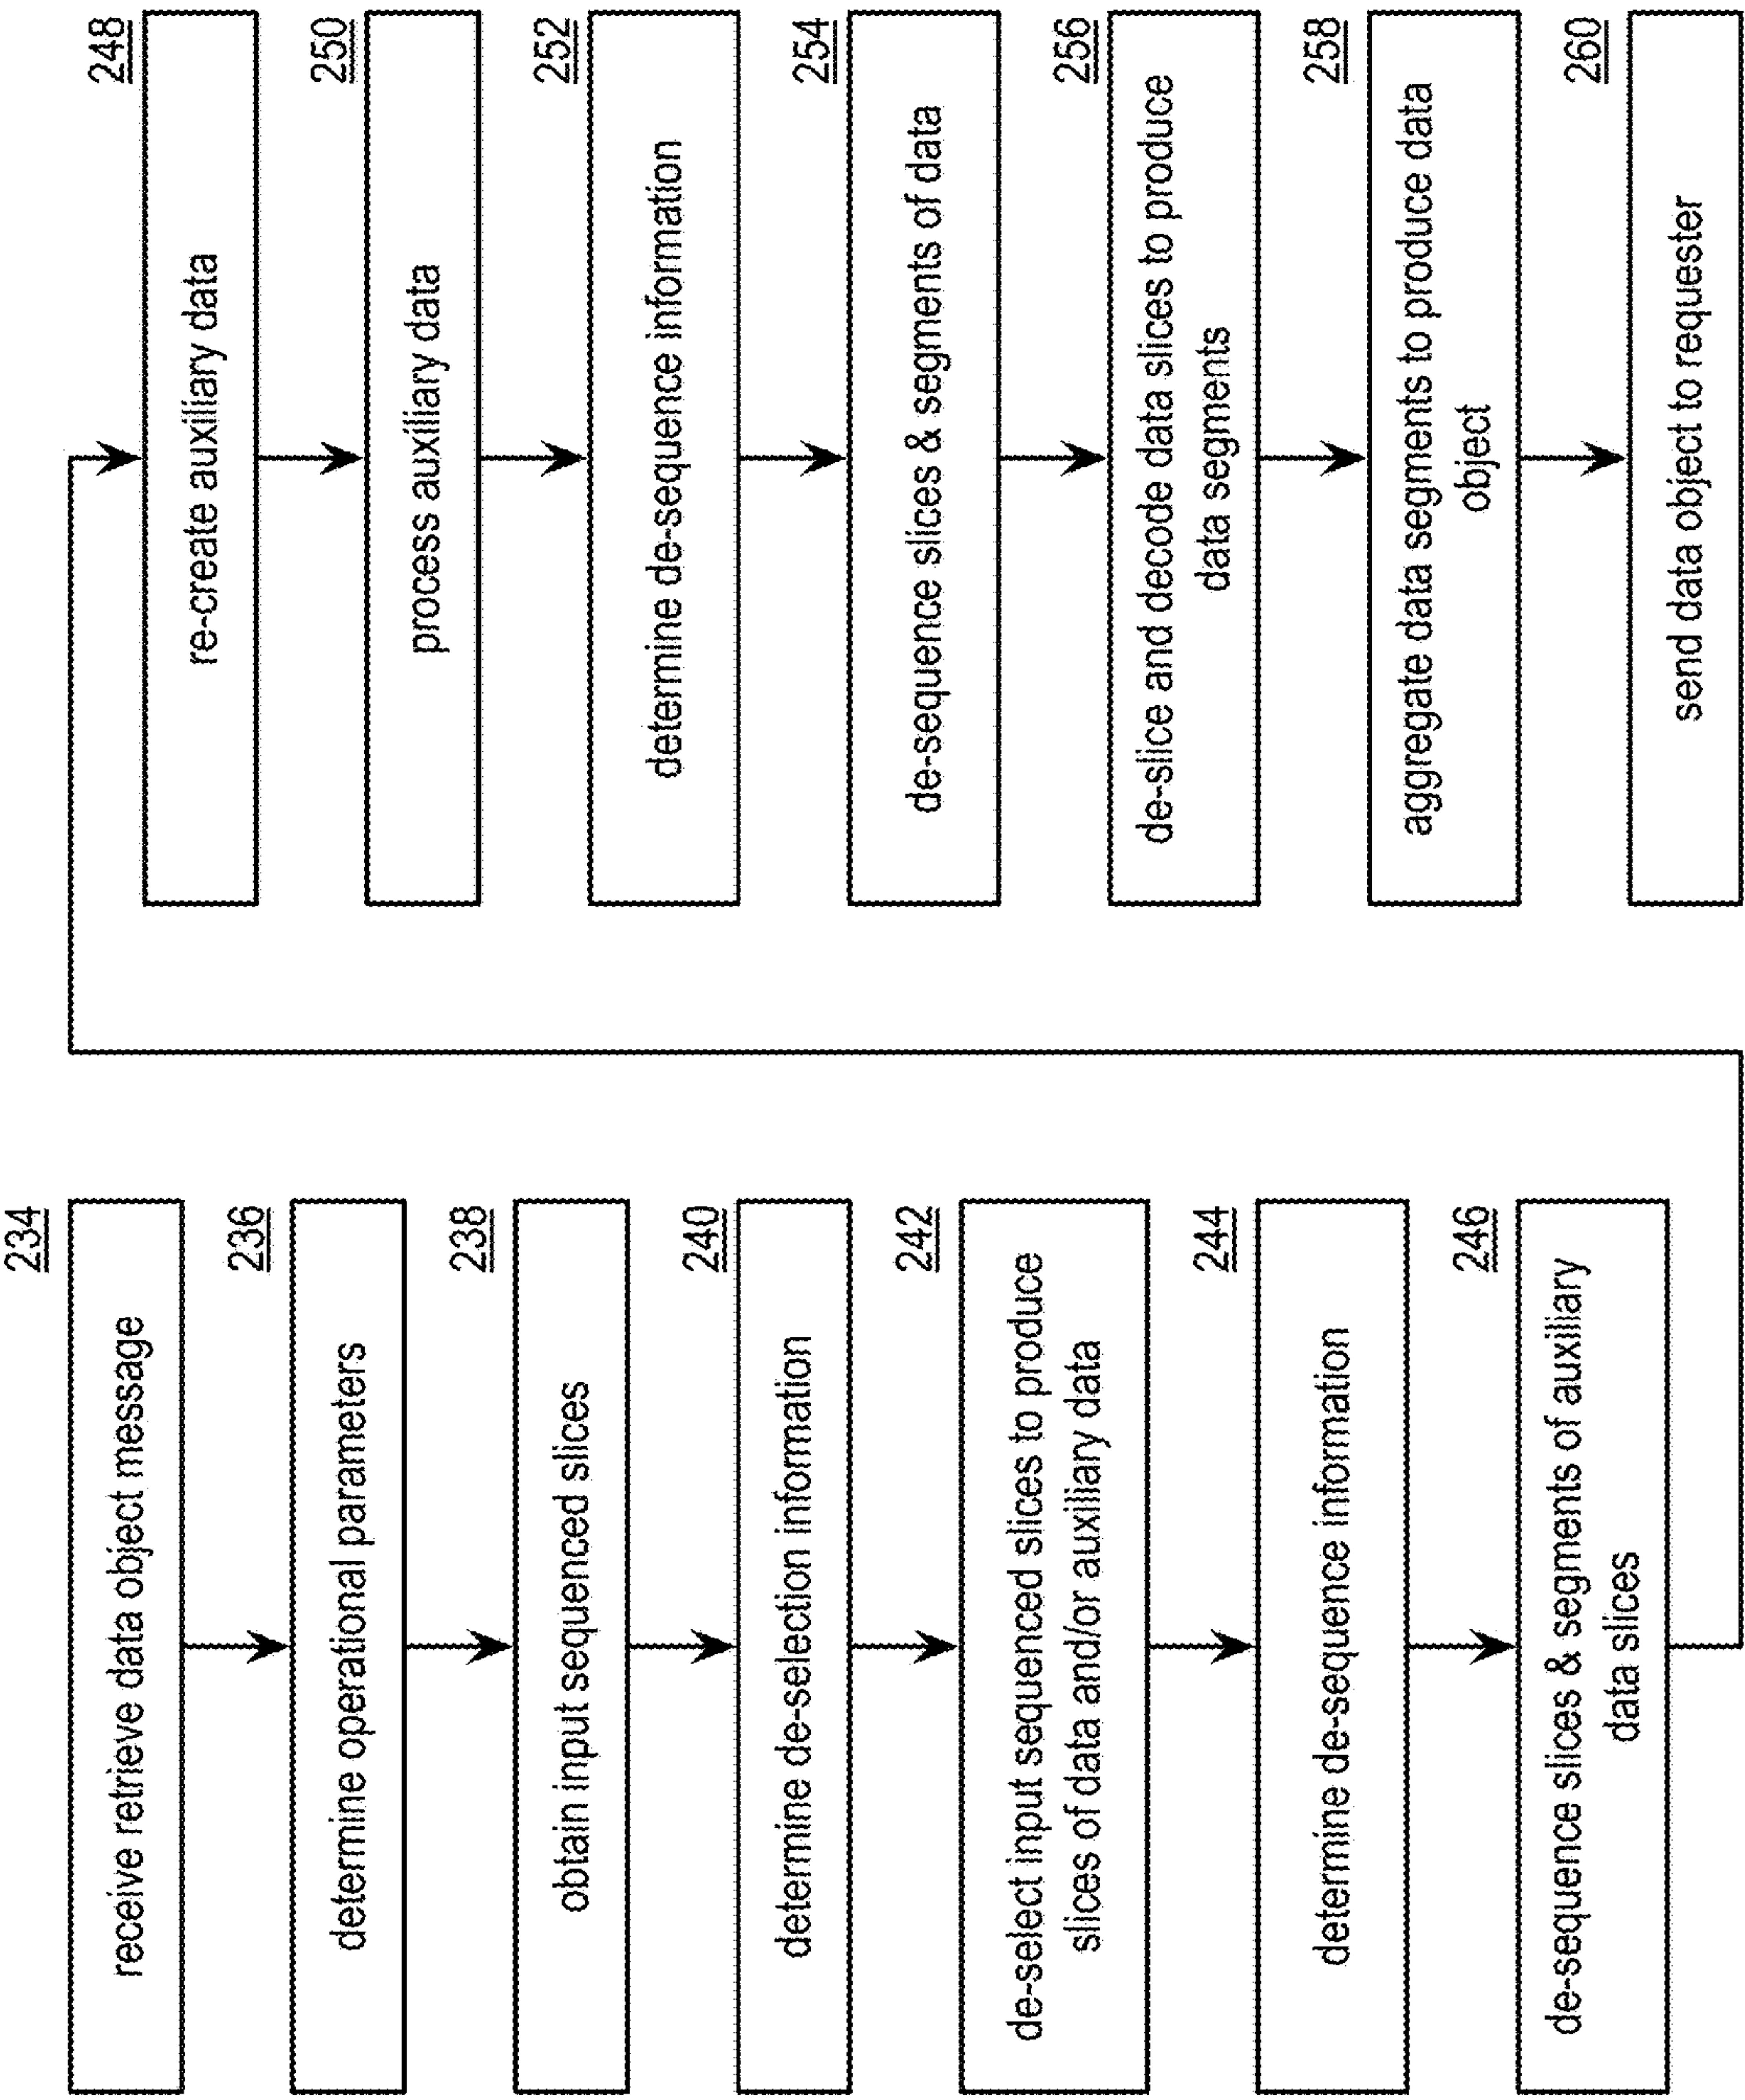 234
receive retrieve data object message
236
determine operational parameters
238
obtain input sequenced slices
240
determine de-selection information
242
de-select input sequenced slices to produce
slices of data and/or auxiliary data
244
determine de-sequence information
246
de-sequence slices & segments of auxiliary
data slices
248
re-create auxiliary data
250
process auxiliary data
252
determine de-sequence information
254
de-sequence slices & segments of data
256
de-slice and decode data slices to produce
data segments
258
aggregate data segments to produce data
object
260
send data object to requester